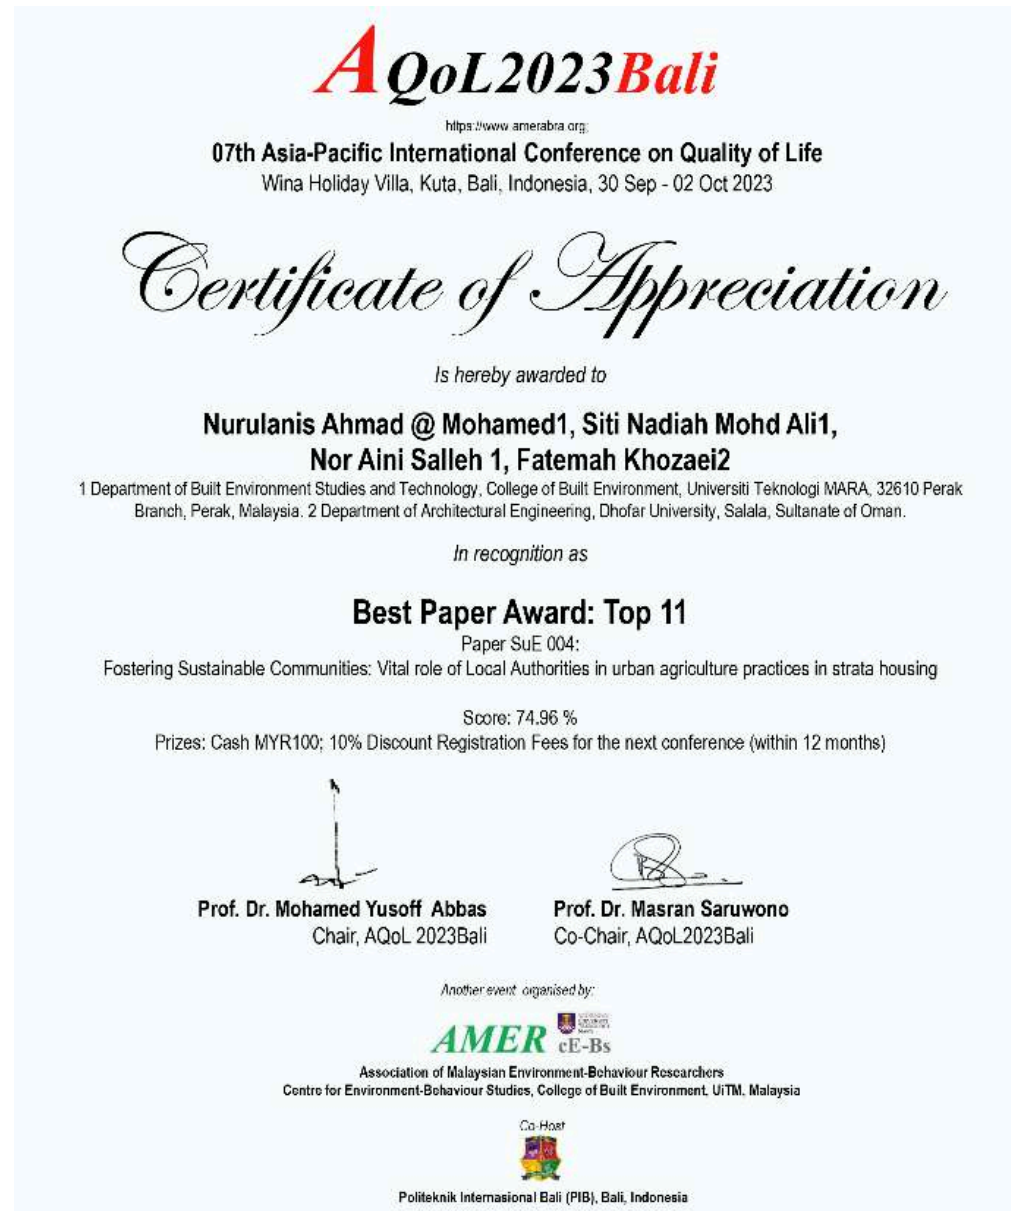 AQoL2023Bali
https://www.amerabra.org;
07th Asia-Pacific International Conference on Quality of Life
Wina Holiday Villa, Kuta, Bali, Indonesia, 30 Sep - 02 Oct 2023
Certificate of Appreciation
Is hereby awarded to
Nurulanis Ahmad @ Mohamed1, Siti Nadiah Mohd Ali1,
Nor Aini Salleh 1, Fatemah Khozaei2
1 Department of Built Environment Studies and Technology, College of Built Environment, Universiti Teknologi MARA, 32610 Perak
Branch, Perak, Malaysia. 2 Department of Architectural Engineering, Dhofar University, Salala, Sultanate of Oman.
In recognition as
Best Paper Award: Top 11
Paper SuE 004:
Fostering Sustainable Communities: Vital role of Local Authorities in urban agriculture practices in strata housing
Score: 74.96 %
Prizes: Cash MYR100; 10% Discount Registration Fees for the next conference (within 12 months)
Prof. Dr. Mohamed Yusoff Abbas Prof. Dr. Masran Saruwono
Chair, AQoL 2023Bali Co-Chair, AQoL2023Bali
Another event organised by:
AMER cE-Bs
Association of Malaysian Environment-Behaviour Researchers
Centre for Environment-Behaviour Studies, College of Built Environment, UiTM, Malaysia
Co-Host
Politeknik Internasional Bali (PIB), Bali, Indonesia